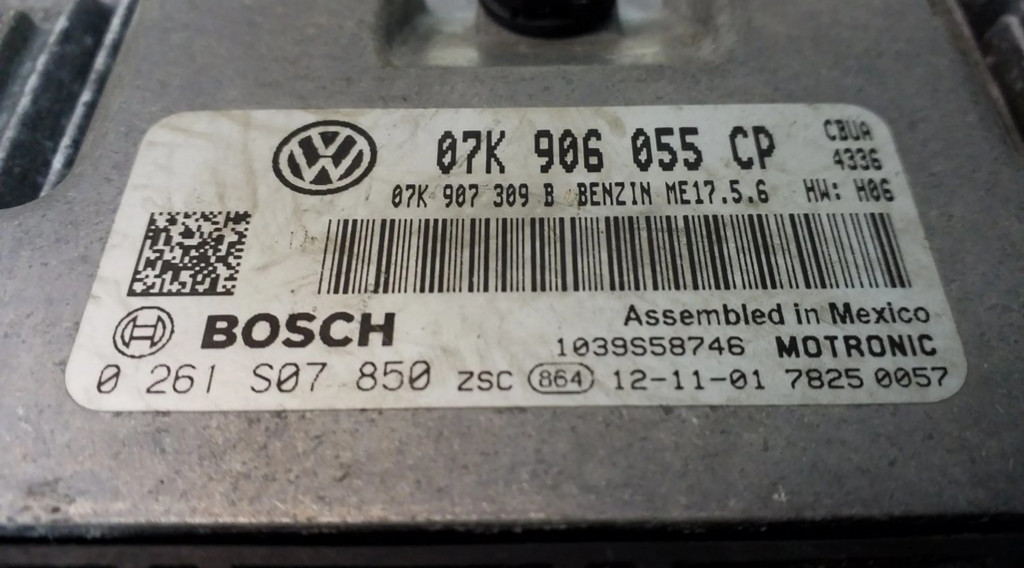 07K 906 055 CP CBUA
4336
07K 907 309 B BENZIN ME17.5.6 HW: H06
BOSCH
Assembled in Mexico
1039S58746 MOTRONIC
0 261 S07 850 ZSC 864 12-11-01 7825 0057